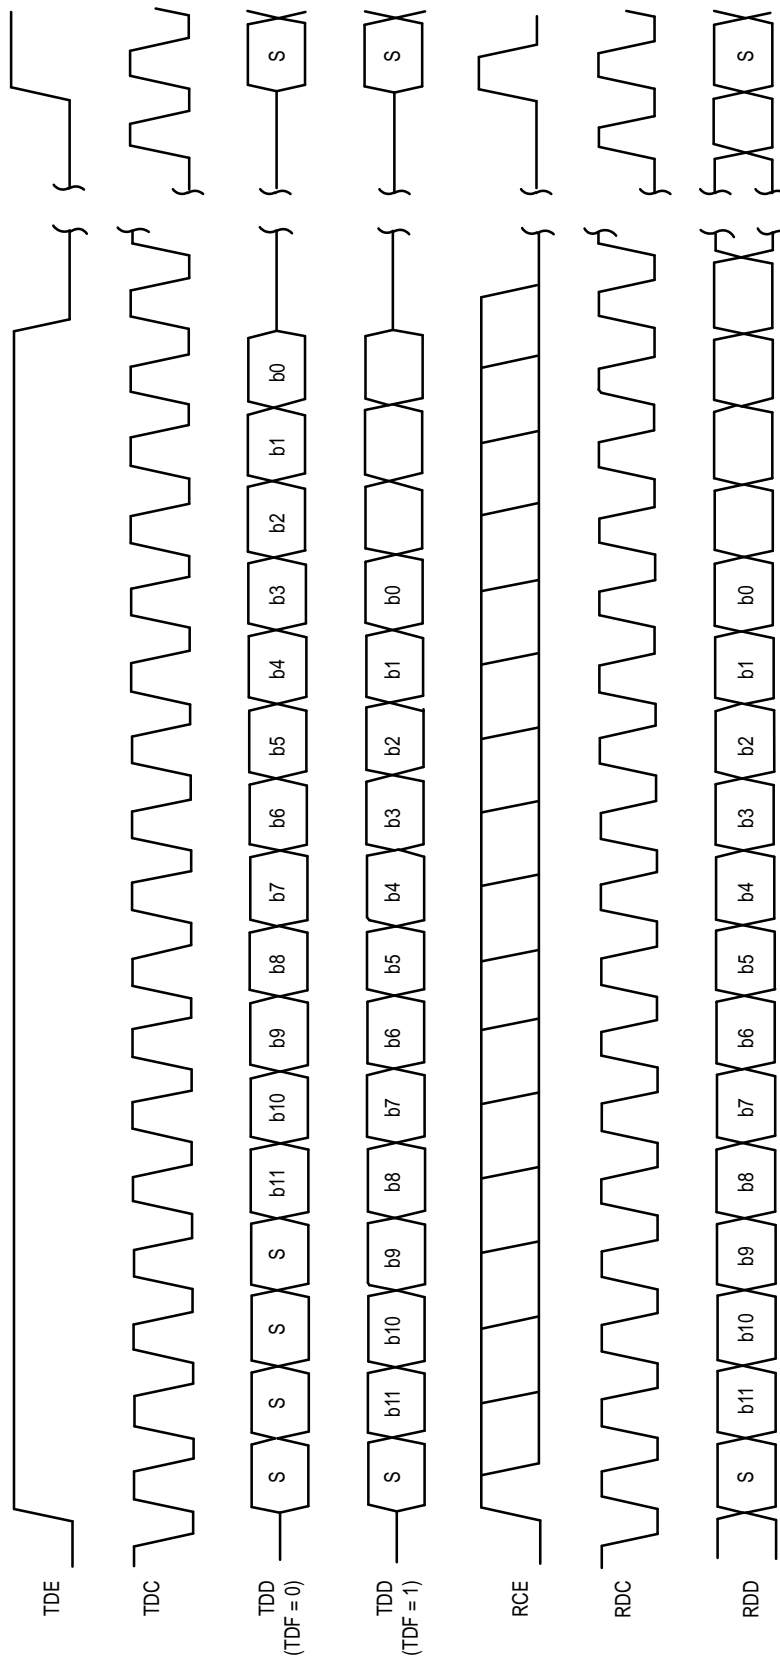 TDE
TDC
TDD
(TDF = 0)
S S S S b11 b10 b9 b8 b7 b6 b5 b4 b3 b2 b1 b0 S
TDD
(TDF = 1)
S b11 b10 b9 b8 b7 b6 b5 b4 b3 b2 b1 b0 S
RCE
RDC
RDD
S b11 b10 b9 b8 b7 b6 b5 b4 b3 b2 b1 b0 S